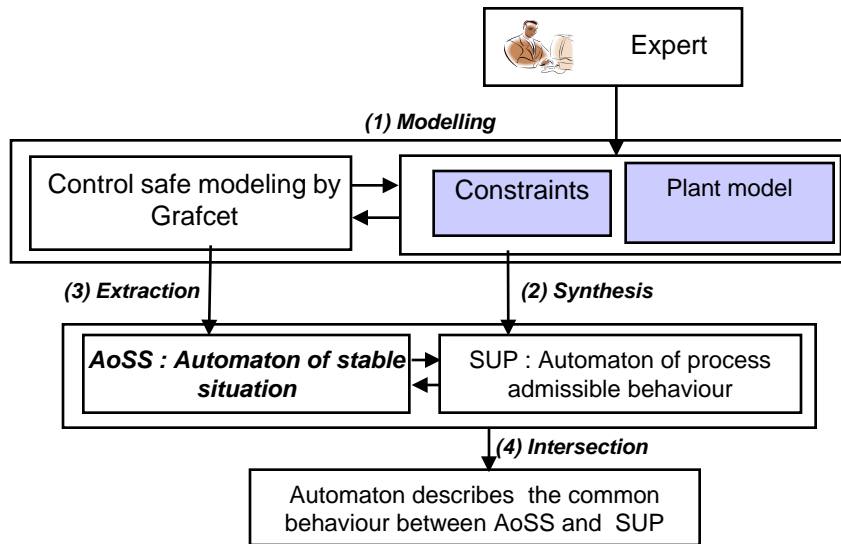 Expert
(1) Modelling
Control safe modeling by
Grafcet
Constraints
Plant model
(3) Extraction
(2) Synthesis
AoSS : Automaton of stable
situation
SUP : Automaton of process
admissible behaviour
(4) Intersection
Automaton describes the common
behaviour between AoSS and SUP